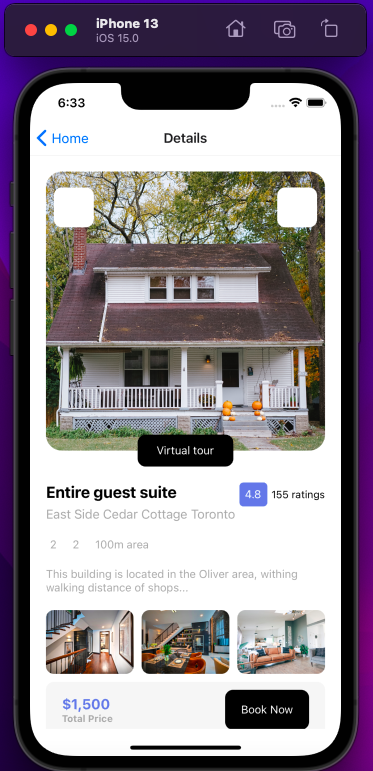 iPhone 13
iOS 15.0
6:33
Home
Details
Virtual tour
Entire guest suite
4.8
155 ratings
East Side Cedar Cottage Toronto
2 2 100m area
This building is located in the Oliver area, withing
walking distance of shops...
$1,500
Total Price
Book Now